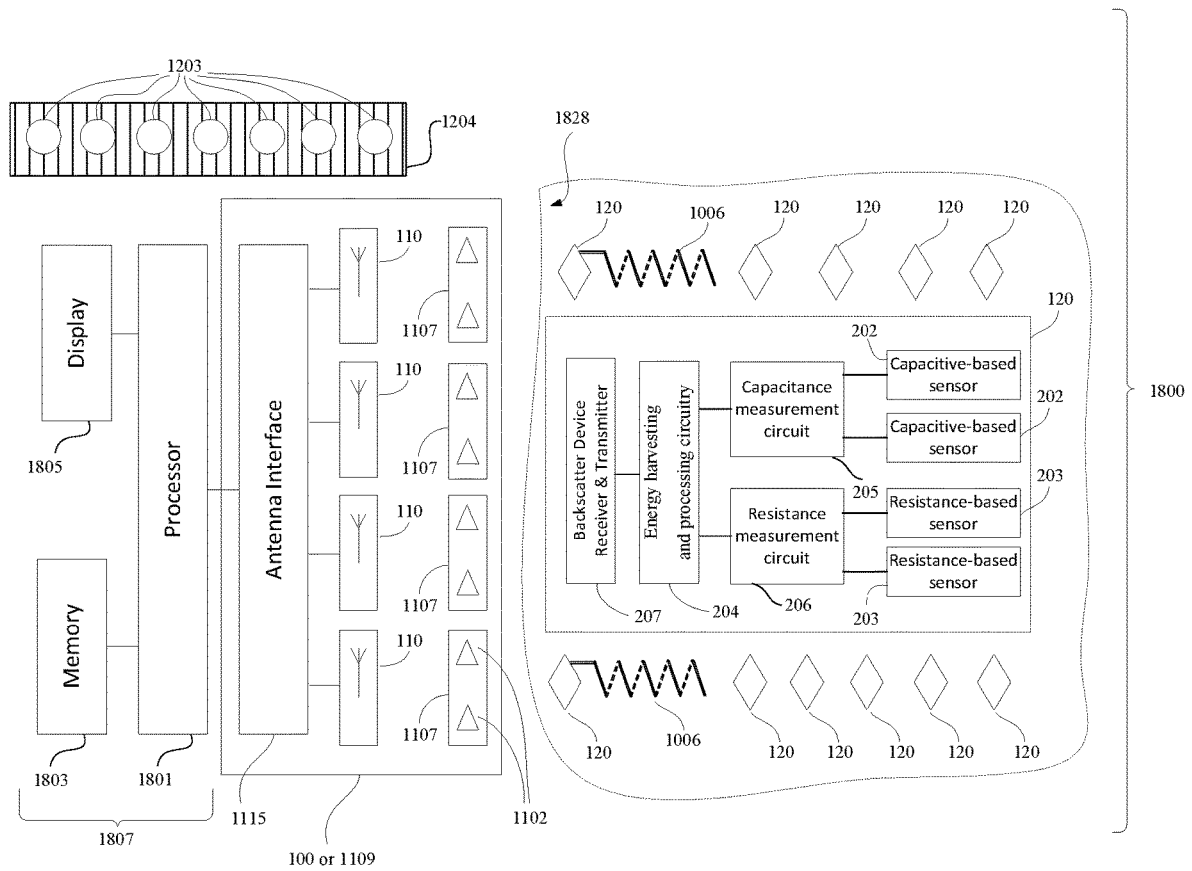 1203
1204
1828
120
1006
120
120
120
120
110
1107
110
1107
110
1107
110
1107
Display
1805
Processor
Memory
1803
1801
1807
Antenna Interface
1115
100 or 1109
1102
120
202
Capacitive-based
sensor
202
Capacitive-based
sensor
Capacitance
measurement
circuit
205
203
Resistance-based
sensor
Resistance-based
sensor
203
Resistance
measurement
circuit
206
Backscatter Device
Receiver & Transmitter
207
Energy harvesting
and processing circuitry
204
120
1006
120
120
120
120
120
1800